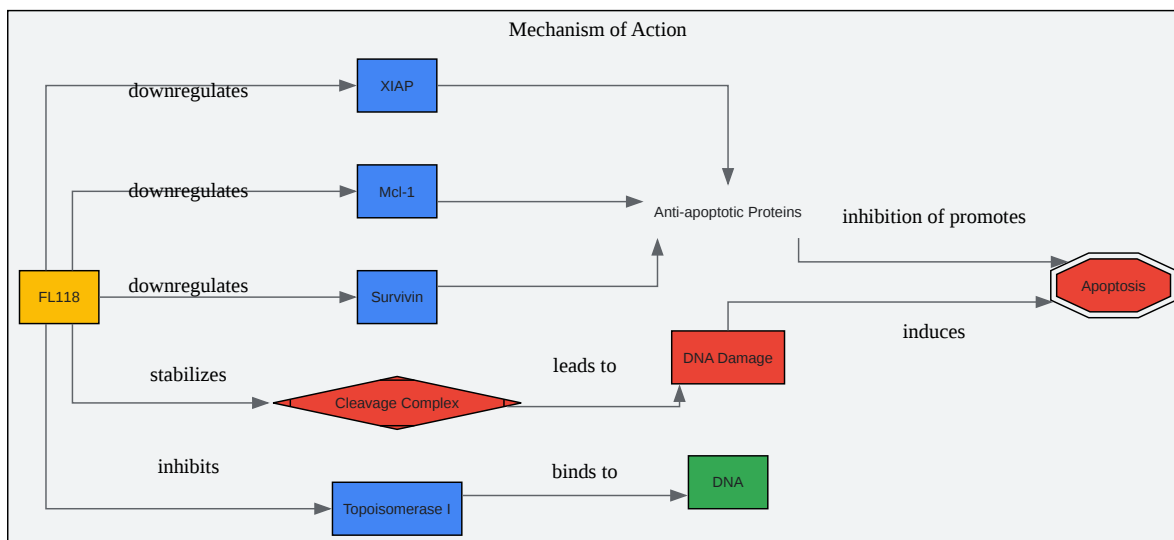 Mechanism of Action
downregulates
XIAP
downregulates
Mcl-1
Anti-apoptotic Proteins
inhibition of promotes
FL118
downregulates
Survivin
Apoptosis
induces
stabilizes
Cleavage Complex
leads to
DNA Damage
inhibits
Topoisomerase I
binds to
DNA